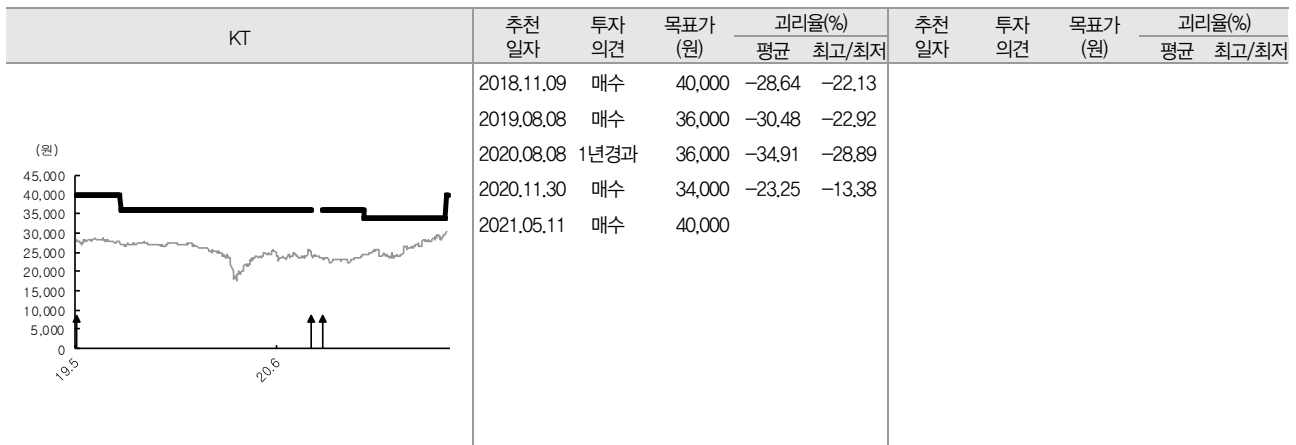 KT
추천 투자 목표가 괴리율(%) 추천 투자 목표가 괴리율(%)
일자 의견 (원) 평균 최고/최저 일자 의견 (원) 평균 최고/최저
2018.11.09 매수 40,000 -28.64 -22.13
2019.08.08 매수 36,000 -30.48 -22.92
2020.08.08 1년경과 36,000 -34.91 -28.89
2020.11.30 매수 34,000 -23.25 -13.38
2021.05.11 매수 40,000
(원)
45,000
40,000
35,000
30,000
25,000
20,000
15,000
10,000
5,000
0
19.5 20.6